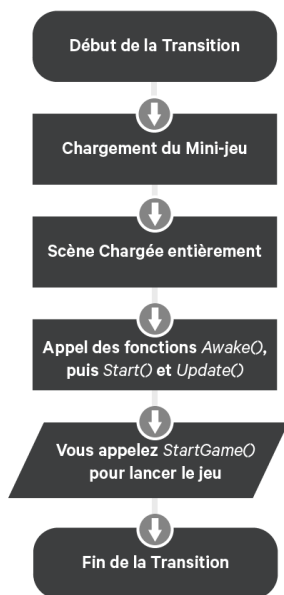 Début de la Transition
Chargement du Mini-jeu
Scène Chargée entièrement
Appel des fonctions Awake(),
puis Start() et Update()
Vous appelez StartGame()
pour lancer le jeu
Fin de la Transition